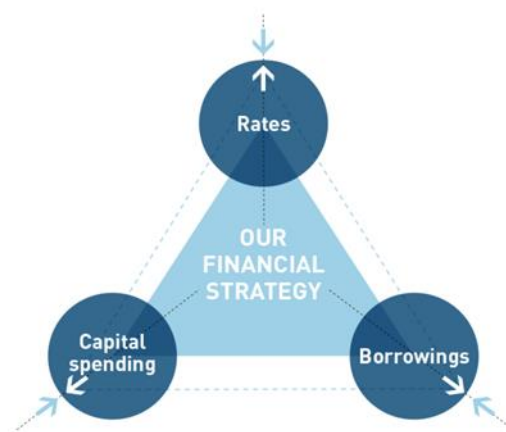 Rates
OUR
FINANCIAL
STRATEGY
Capital
spending
Borrowings